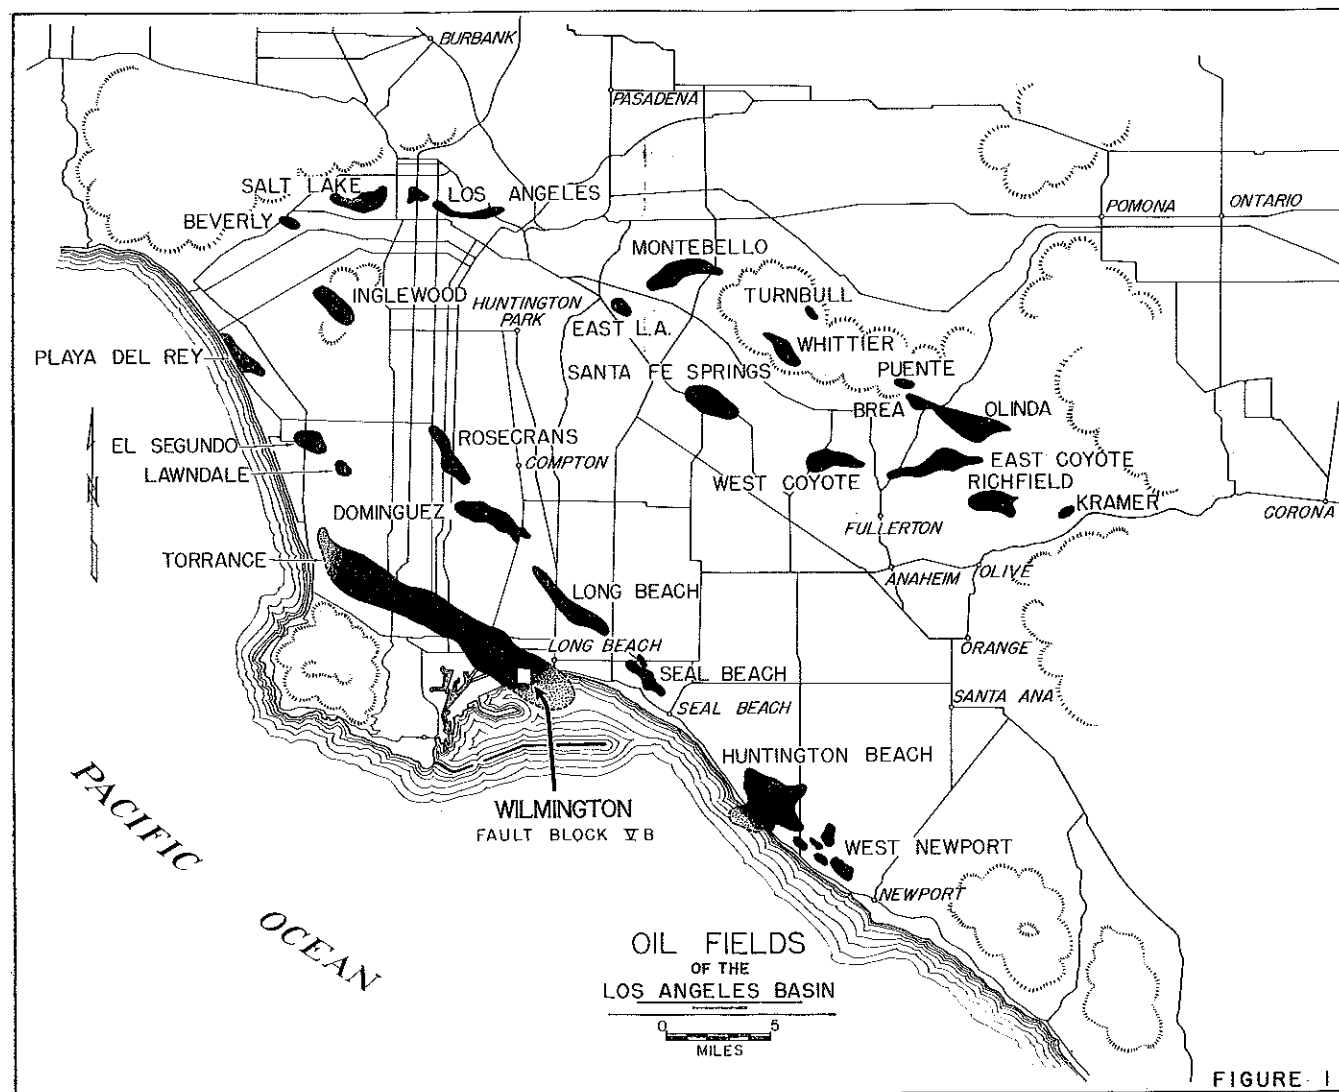 BURBANK
PASADENA
SALT LAKE
LOS ANGELES
BEVERLY
POMONA
ONTARIO
MONTEBELLO
INGLEWOOD
HUNTINGTON
PARK
TURNBULL
EAST L.A.
WHITTIER
PLAYA DEL REY
SANTA FE SPRINGS
PUENTE
BREA
OLINDA
EL SEGUNDO
ROSECRANS
COMPTON
LAWNDALE
WEST COYOTE
EAST COYOTE
RICHFIELD
KRAMER
CORONA
DOMINGUEZ
FULLERTON
TORRANCE
ANAHEIM
OLIVE
LONG BEACH
LONG BEACH
ORANGE
SEAL BEACH
SEAL BEACH
SANTA ANA
HUNTINGTON BEACH
WILMINGTON
FAULT BLOCK V B
WEST NEWPORT
NEWPORT
PACIFIC
OCEAN
OIL FIELDS
OF THE
LOS ANGELES BASIN
0 5
MILES
FIGURE 1